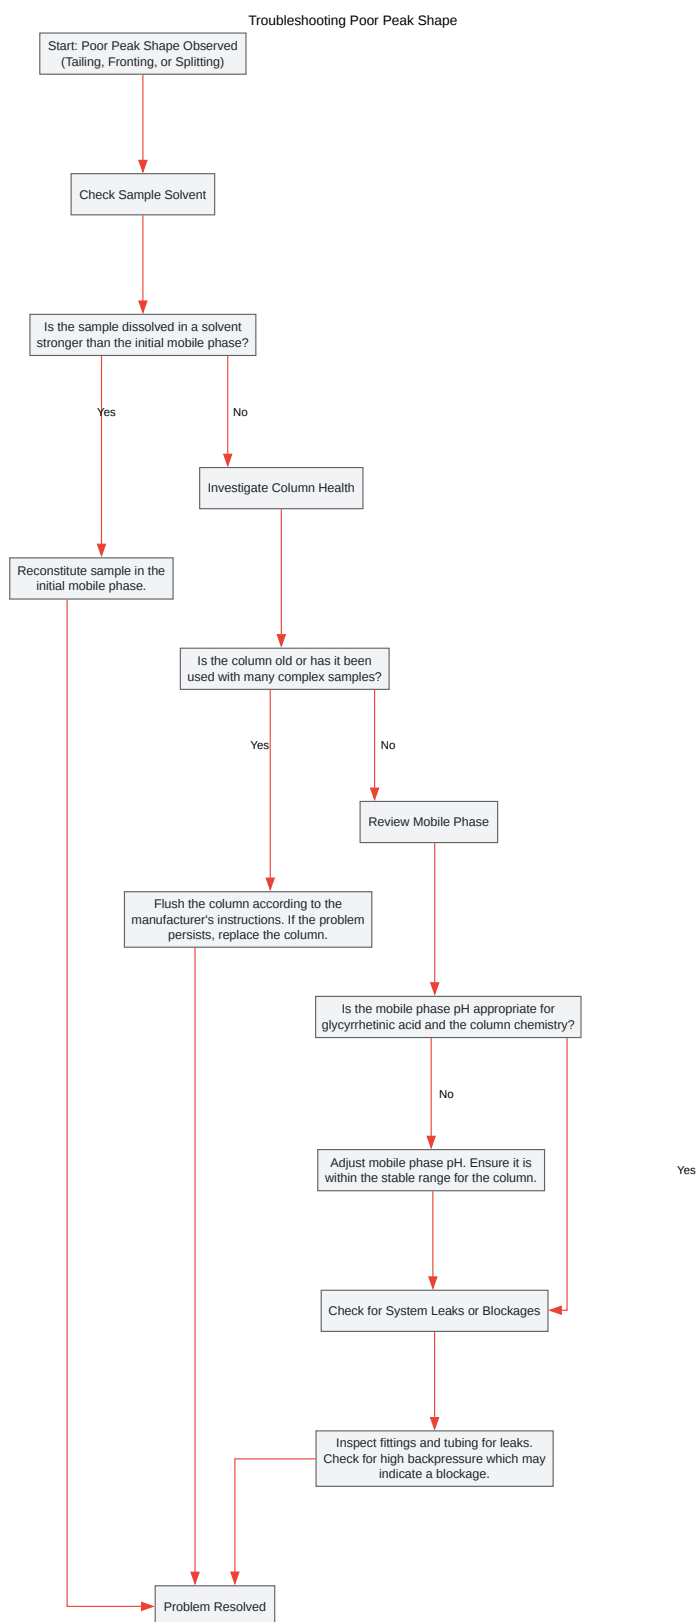 Troubleshooting Poor Peak Shape
Start: Poor Peak Shape Observed
(Tailing, Fronting, or Splitting)
Check Sample Solvent
Is the sample dissolved in a solvent
stronger than the initial mobile phase?
Yes
No
Investigate Column Health
Reconstitute sample in the
initial mobile phase.
Is the column old or has it been
used with many complex samples?
Yes
No
Review Mobile Phase
Flush the column according to the
manufacturer's instructions. If the problem
persists, replace the column.
Is the mobile phase pH appropriate for
glycyrrhetinic acid and the column chemistry?
No
Adjust mobile phase pH. Ensure it is
within the stable range for the column.
Yes
Check for System Leaks or Blockages
Inspect fittings and tubing for leaks.
Check for high backpressure which may
indicate a blockage.
Problem Resolved